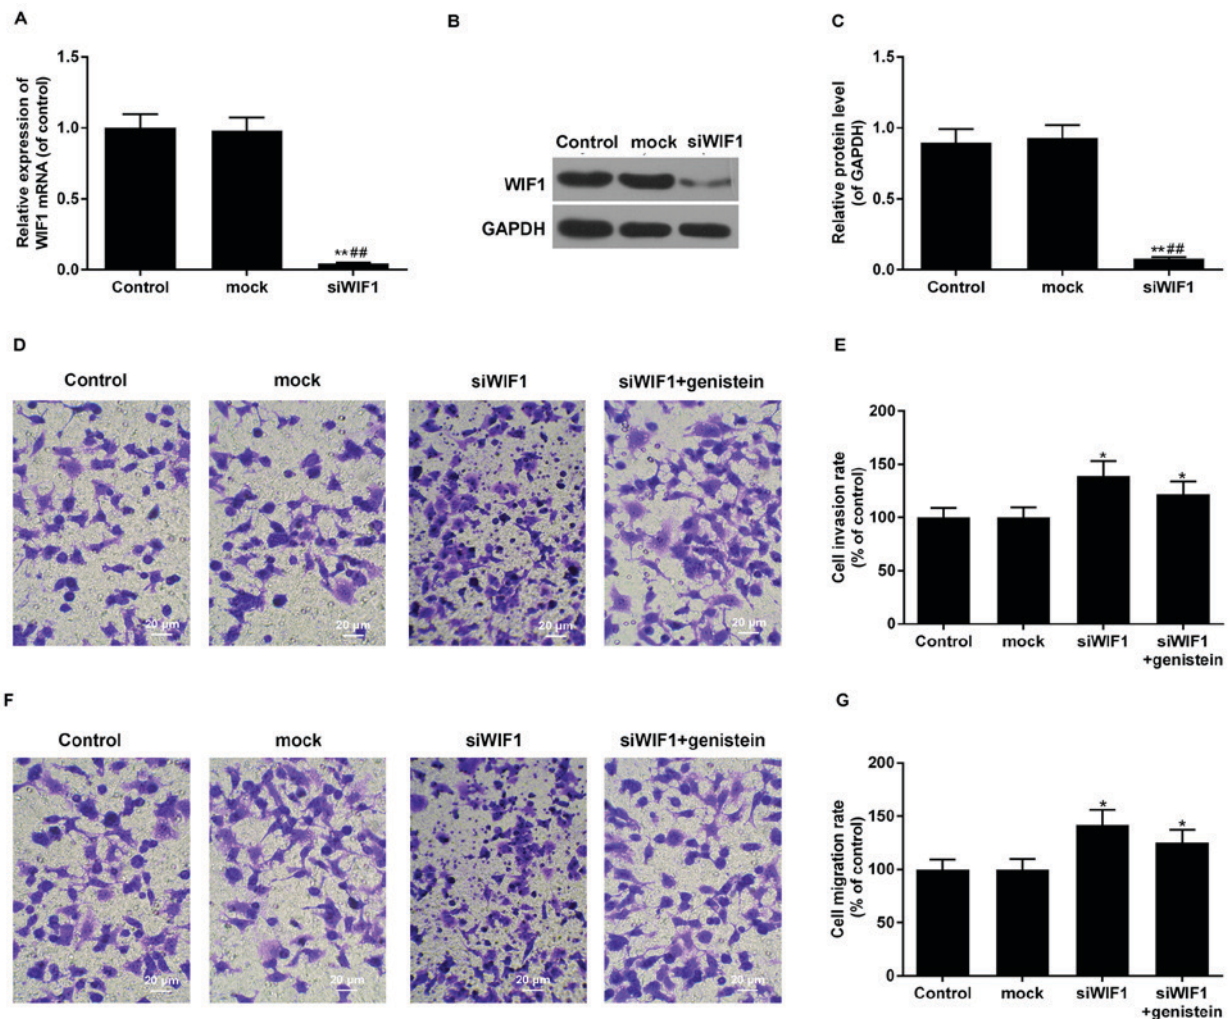 A
Relative expression of
WIF1 mRNA (of control)
1.5
1.0
0.5
0.0
**##
Control mock siWIF1
B
Control mock siWIF1
WIF1
GAPDH
C
Relative protein level
(of GAPDH)
1.5
1.0
0.5
0.0
**##
Control mock siWIF1
D
Control mock siWIF1 siWIF1+genistein
20 µm 20 µm 20 µm 20 µm
E
Cell invasion rate
(% of control)
200
150
100
50
0
* *
Control mock siWIF1 siWIF1
+genistein
F
Control mock siWIF1 siWIF1+genistein
20 µm 20 µm 20 µm 20 µm
G
Cell migration rate
(% of control)
200
150
100
50
0
* *
Control mock siWIF1 siWIF1
+genistein